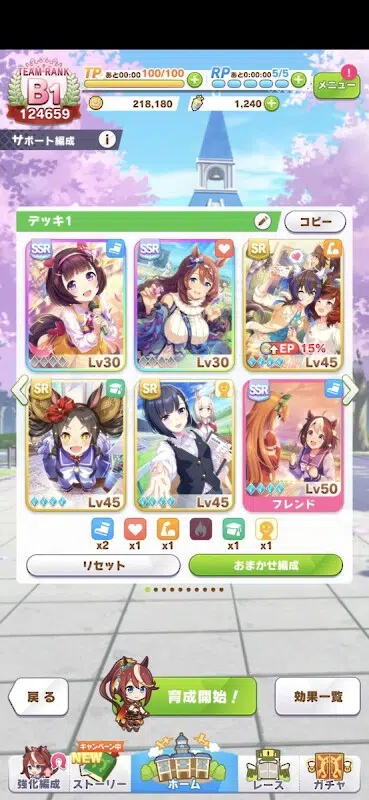 TEAM RANK
B1
124659
TP あと00:00 100/100
RP あと0:00:00 5/5
メニュー
218,180
1,240
サポート編成
デッキ1
コピー
SSR
Lv30
SSR
Lv30
SR
EP 15%
Lv45
SR
Lv45
SR
Lv45
SSR
Lv50
フレンド
x2 x1 x1 x1 x1
リセット
おまかせ編成
戻る
育成開始!
効果一覧
強化編成
キャンペーン中
NEW
ストーリー
ホーム
レース
ガチャ